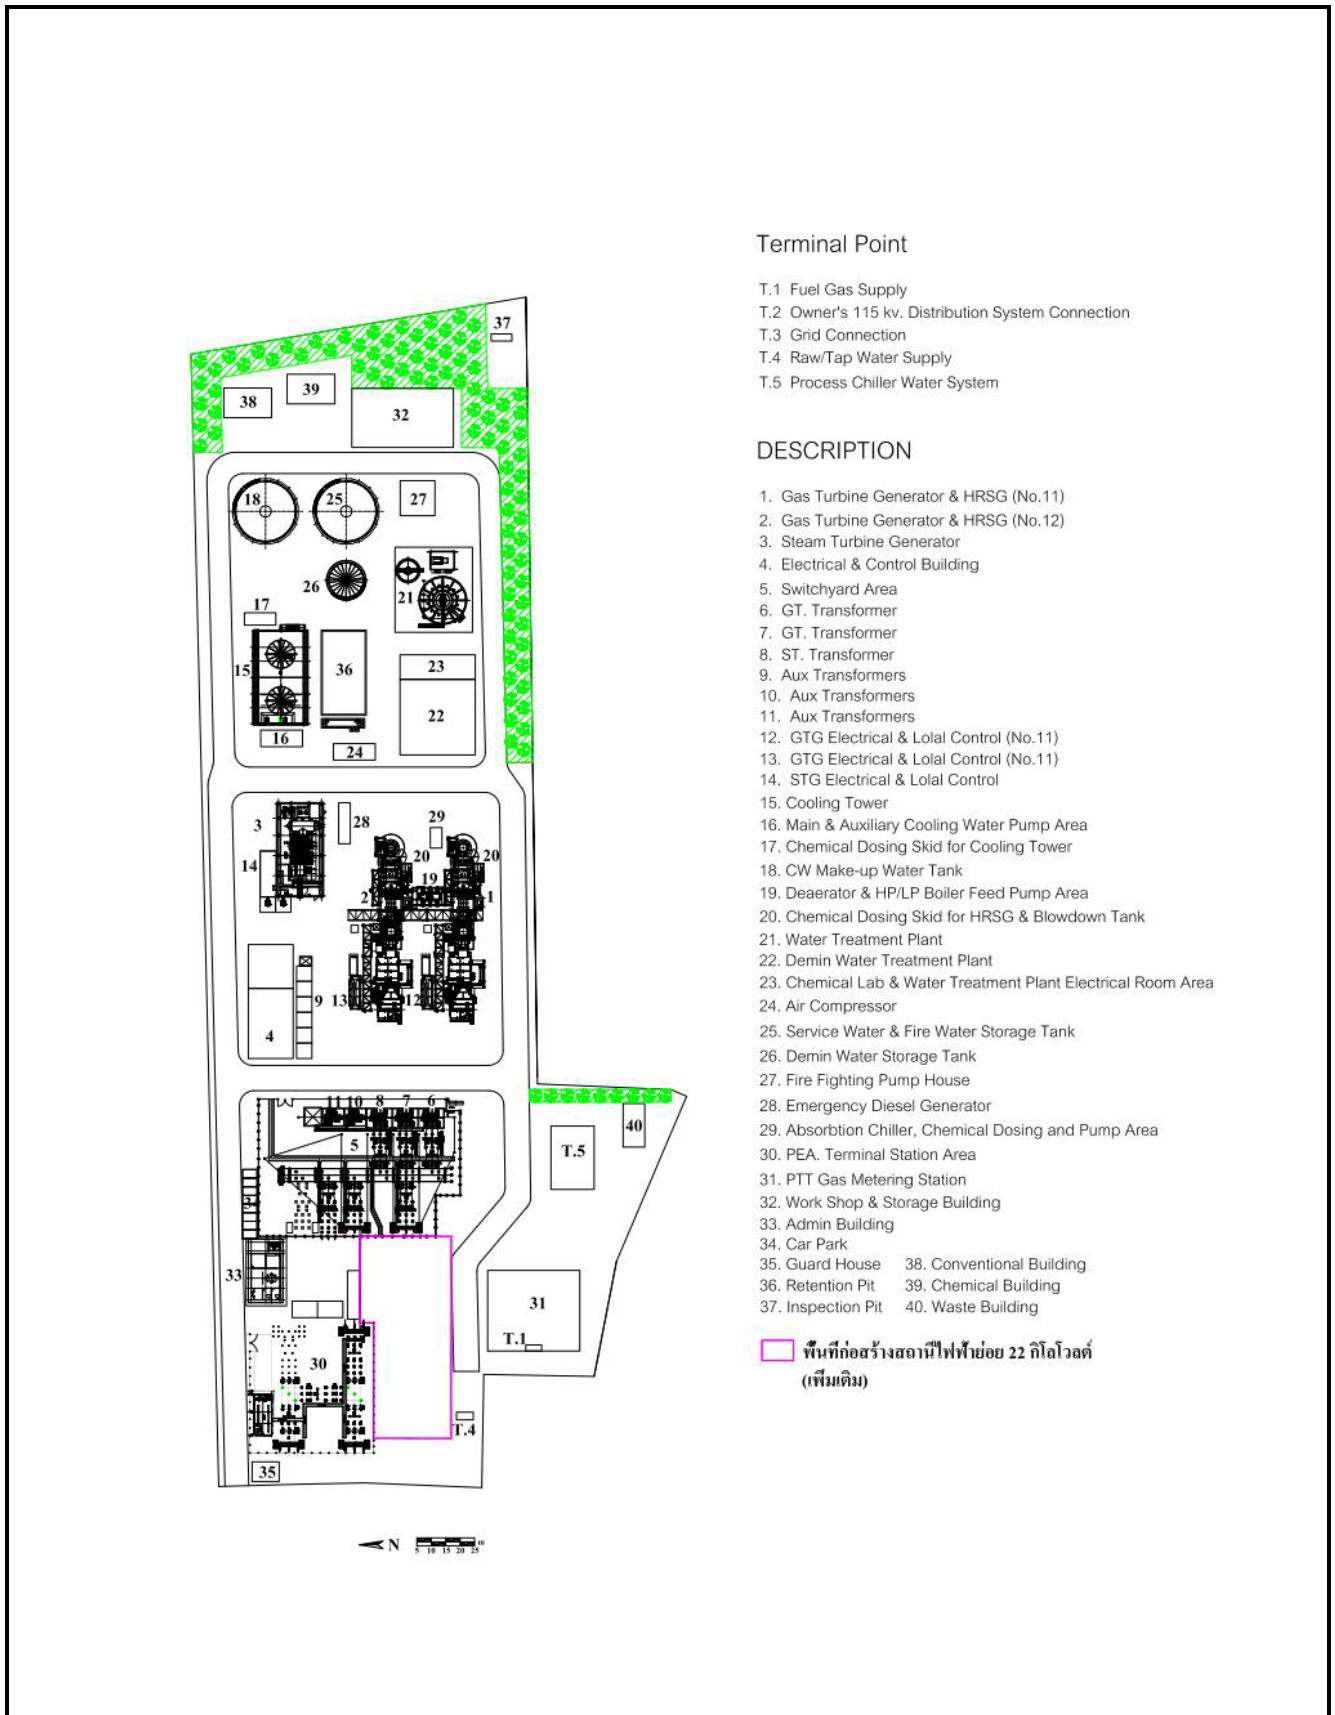 Terminal Point
T.1 Fuel Gas Supply
T.2 Owner's 115 kv. Distribution System Connection
T.3 Grid Connection
T.4 Raw/Tap Water Supply
T.5 Process Chiller Water System
DESCRIPTION
1. Gas Turbine Generator & HRSG (No.11)
2. Gas Turbine Generator & HRSG (No.12)
3. Steam Turbine Generator
4. Electrical & Control Building
5. Switchyard Area
6. GT. Transformer
7. GT. Transformer
8. ST. Transformer
9. Aux Transformers
10. Aux Transformers
11. Aux Transformers
12. GTG Electrical & Lolal Control (No.11)
13. GTG Electrical & Lolal Control (No.11)
14. STG Electrical & Lolal Control
15. Cooling Tower
16. Main & Auxiliary Cooling Water Pump Area
17. Chemical Dosing Skid for Cooling Tower
18. CW Make-up Water Tank
19. Deaerator & HP/LP Boiler Feed Pump Area
20. Chemical Dosing Skid for HRSG & Blowdown Tank
21. Water Treatment Plant
22. Demin Water Treatment Plant
23. Chemical Lab & Water Treatment Plant Electrical Room Area
24. Air Compressor
25. Service Water & Fire Water Storage Tank
26. Demin Water Storage Tank
27. Fire Fighting Pump House
28. Emergency Diesel Generator
29. Absorbtion Chiller, Chemical Dosing and Pump Area
30. PEA. Terminal Station Area
31. PTT Gas Metering Station
32. Work Shop & Storage Building
33. Admin Building
34. Car Park
35. Guard House 38. Conventional Building
36. Retention Pit 39. Chemical Building
37. Inspection Pit 40. Waste Building
พื้นที่ก่อสร้างสถานีไฟฟ้าย่อย 22 กิโลโวลต์
(เพิ่มเติม)
37
39
38
32
18
25
27
26
21
17
15
36
23
22
16
24
3
28
29
14
20
20
19
2
1
9
13
12
4
11
10
8
7
6
5
40
T.5
33
31
T.1
30
T.4
35
N
5 10 15 20 25 m